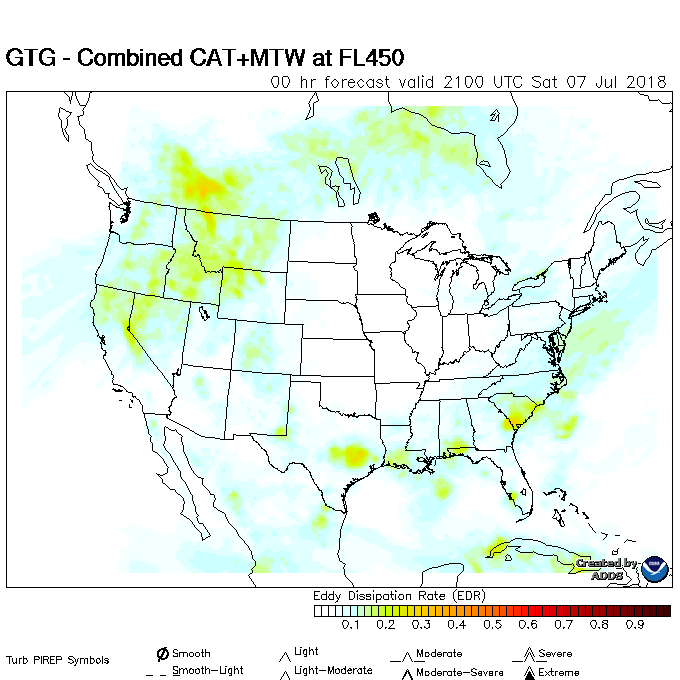 GTG - Combined CAT+MTW at FL450
00 hr forecast valid 2100 UTC Sat 07 Jul 2018
Created by
ADDS
Eddy Dissipation Rate (EDR)
0.1 0.2 0.3 0.4 0.5 0.6 0.7 0.8 0.9
Turb PIREP Symbols
Smooth Light Moderate Severe
Smooth-Light Light-Moderate Moderate-Severe Extreme